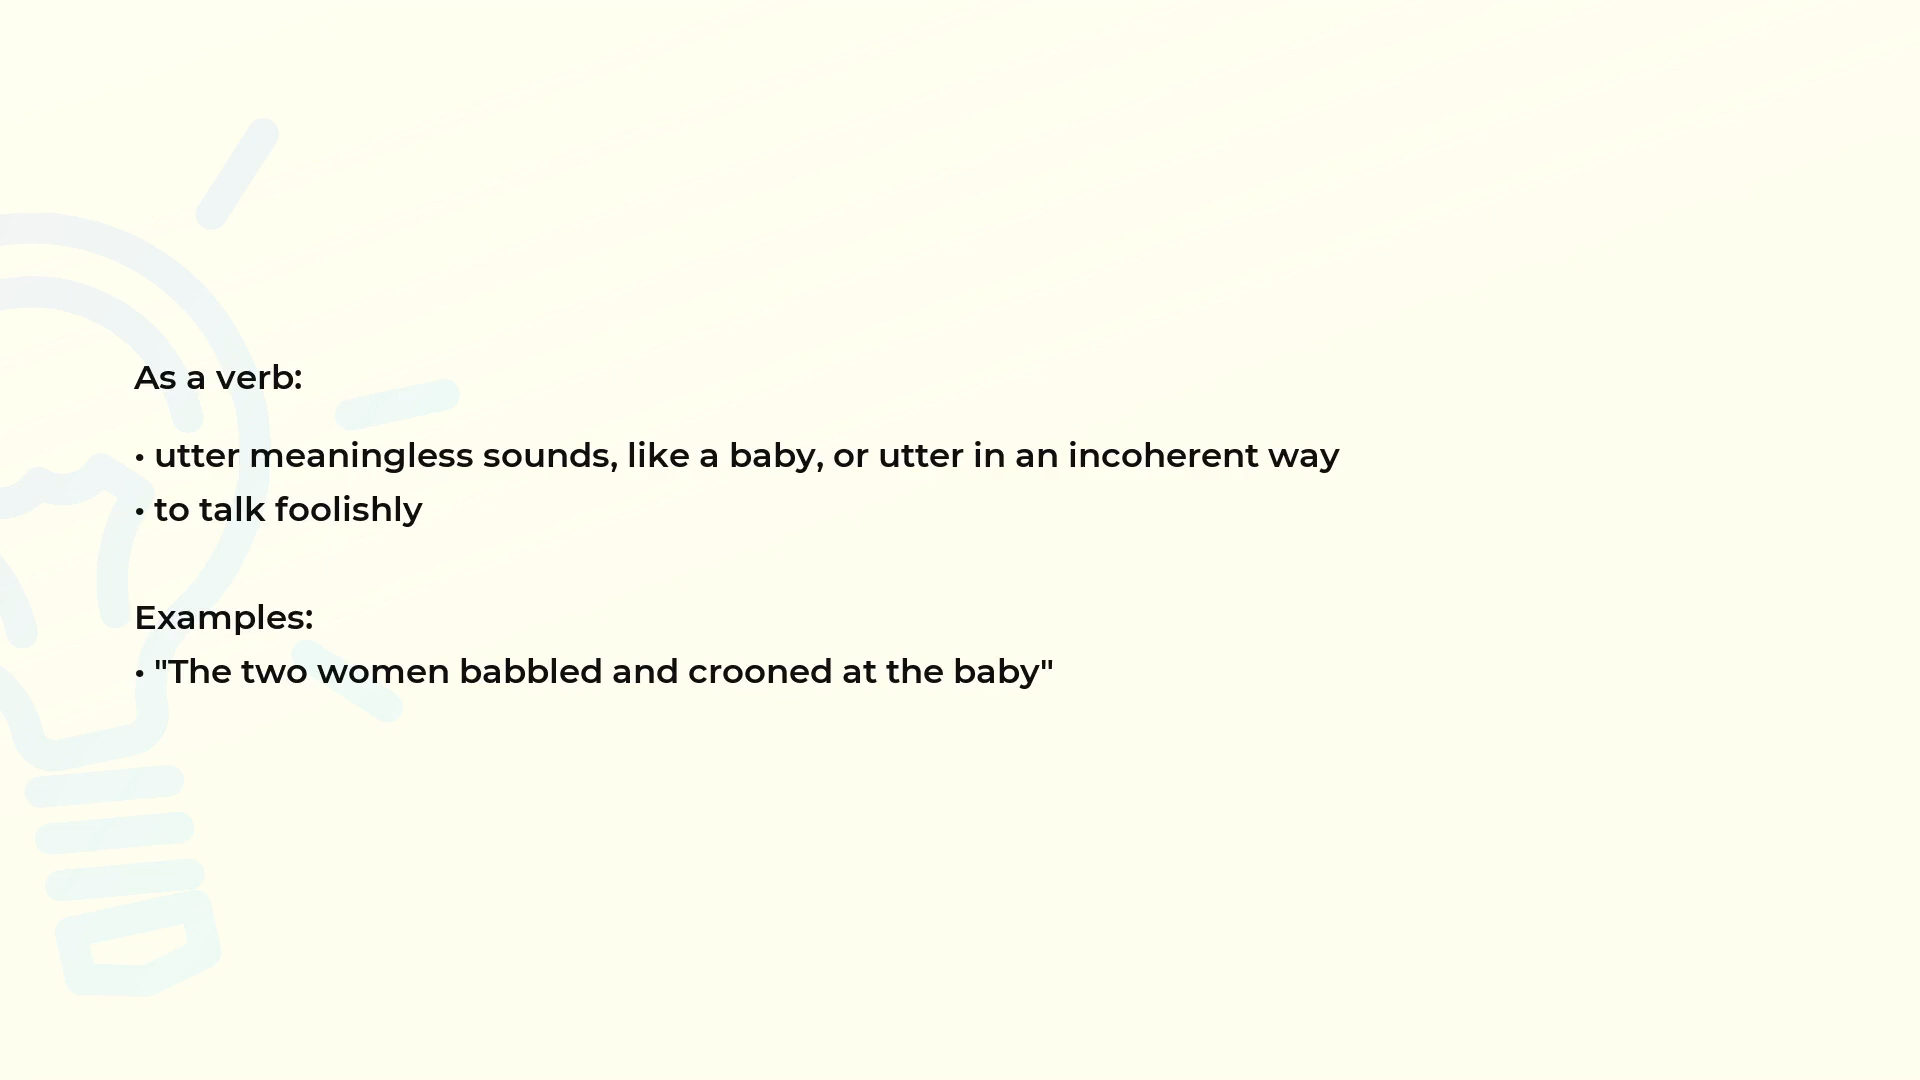 As a verb:
• utter meaningless sounds, like a baby, or utter in an incoherent way
• to talk foolishly
Examples:
• "The two women babbled and crooned at the baby"